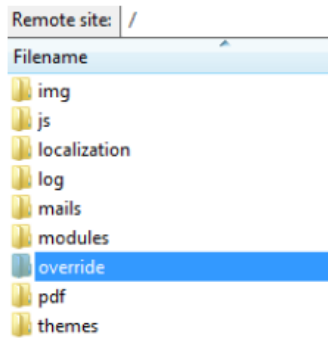 Remote site: /
Filename
img
js
localization
log
mails
modules
override
pdf
themes